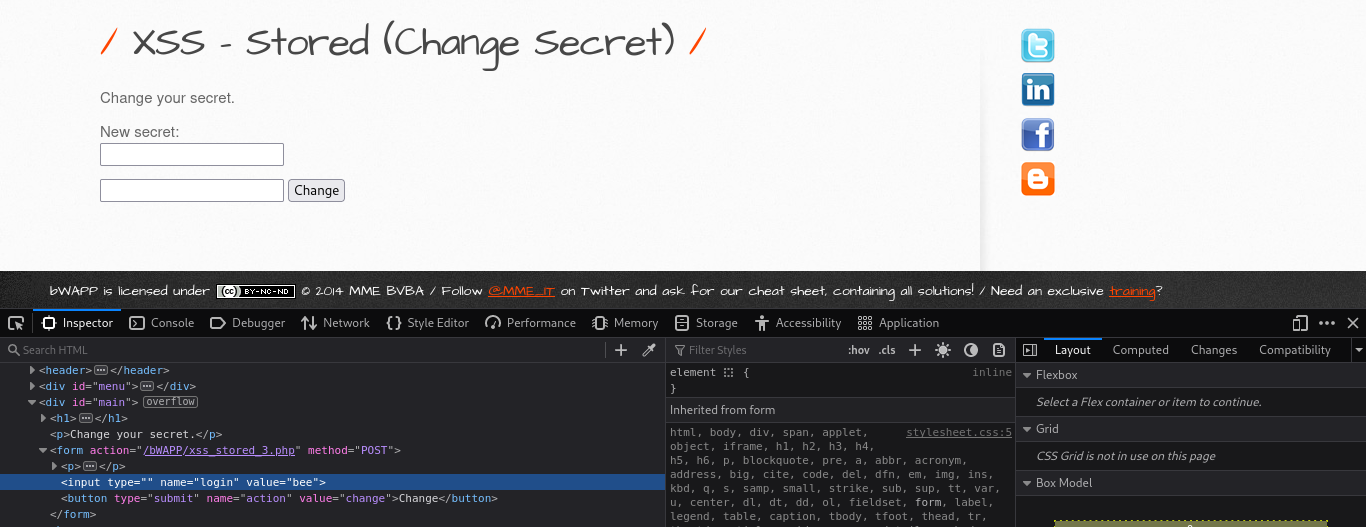 / XSS - Stored (Change Secret) /
Change your secret.
New secret:
Change
in
f
bWAPP is licensed under (cc) BY-NC-ND © 2014 MME BVBA / Follow @MME_IT on Twitter and ask for our cheat sheet, containing all solutions! / Need an exclusive training?
Inspector Console Debugger Network Style Editor Performance Memory Storage Accessibility Application
Search HTML
<header></header>
<div id="menu"></div>
<div id="main"> overflow
<h1></h1>
<p>Change your secret.</p>
<form action="/bWAPP/xss_stored_3.php" method="POST">
<p></p>
<input type="" name="login" value="bee">
<button type="submit" name="action" value="change">Change</button>
</form>
Filter Styles :hov .cls
element { inline
}
Inherited from form
html, body, div, span, applet, stylesheet.css:5
object, iframe, h1, h2, h3, h4,
h5, h6, p, blockquote, pre, a, abbr, acronym,
address, big, cite, code, del, dfn, em, img, ins,
kbd, q, s, samp, small, strike, sub, sup, tt, var,
u, center, dl, dt, dd, ol, fieldset, form, label,
legend, table, caption, tbody, tfoot, thead, tr,
Layout Computed Changes Compatibility
Flexbox
Select a Flex container or item to continue.
Grid
CSS Grid is not in use on this page
Box Model